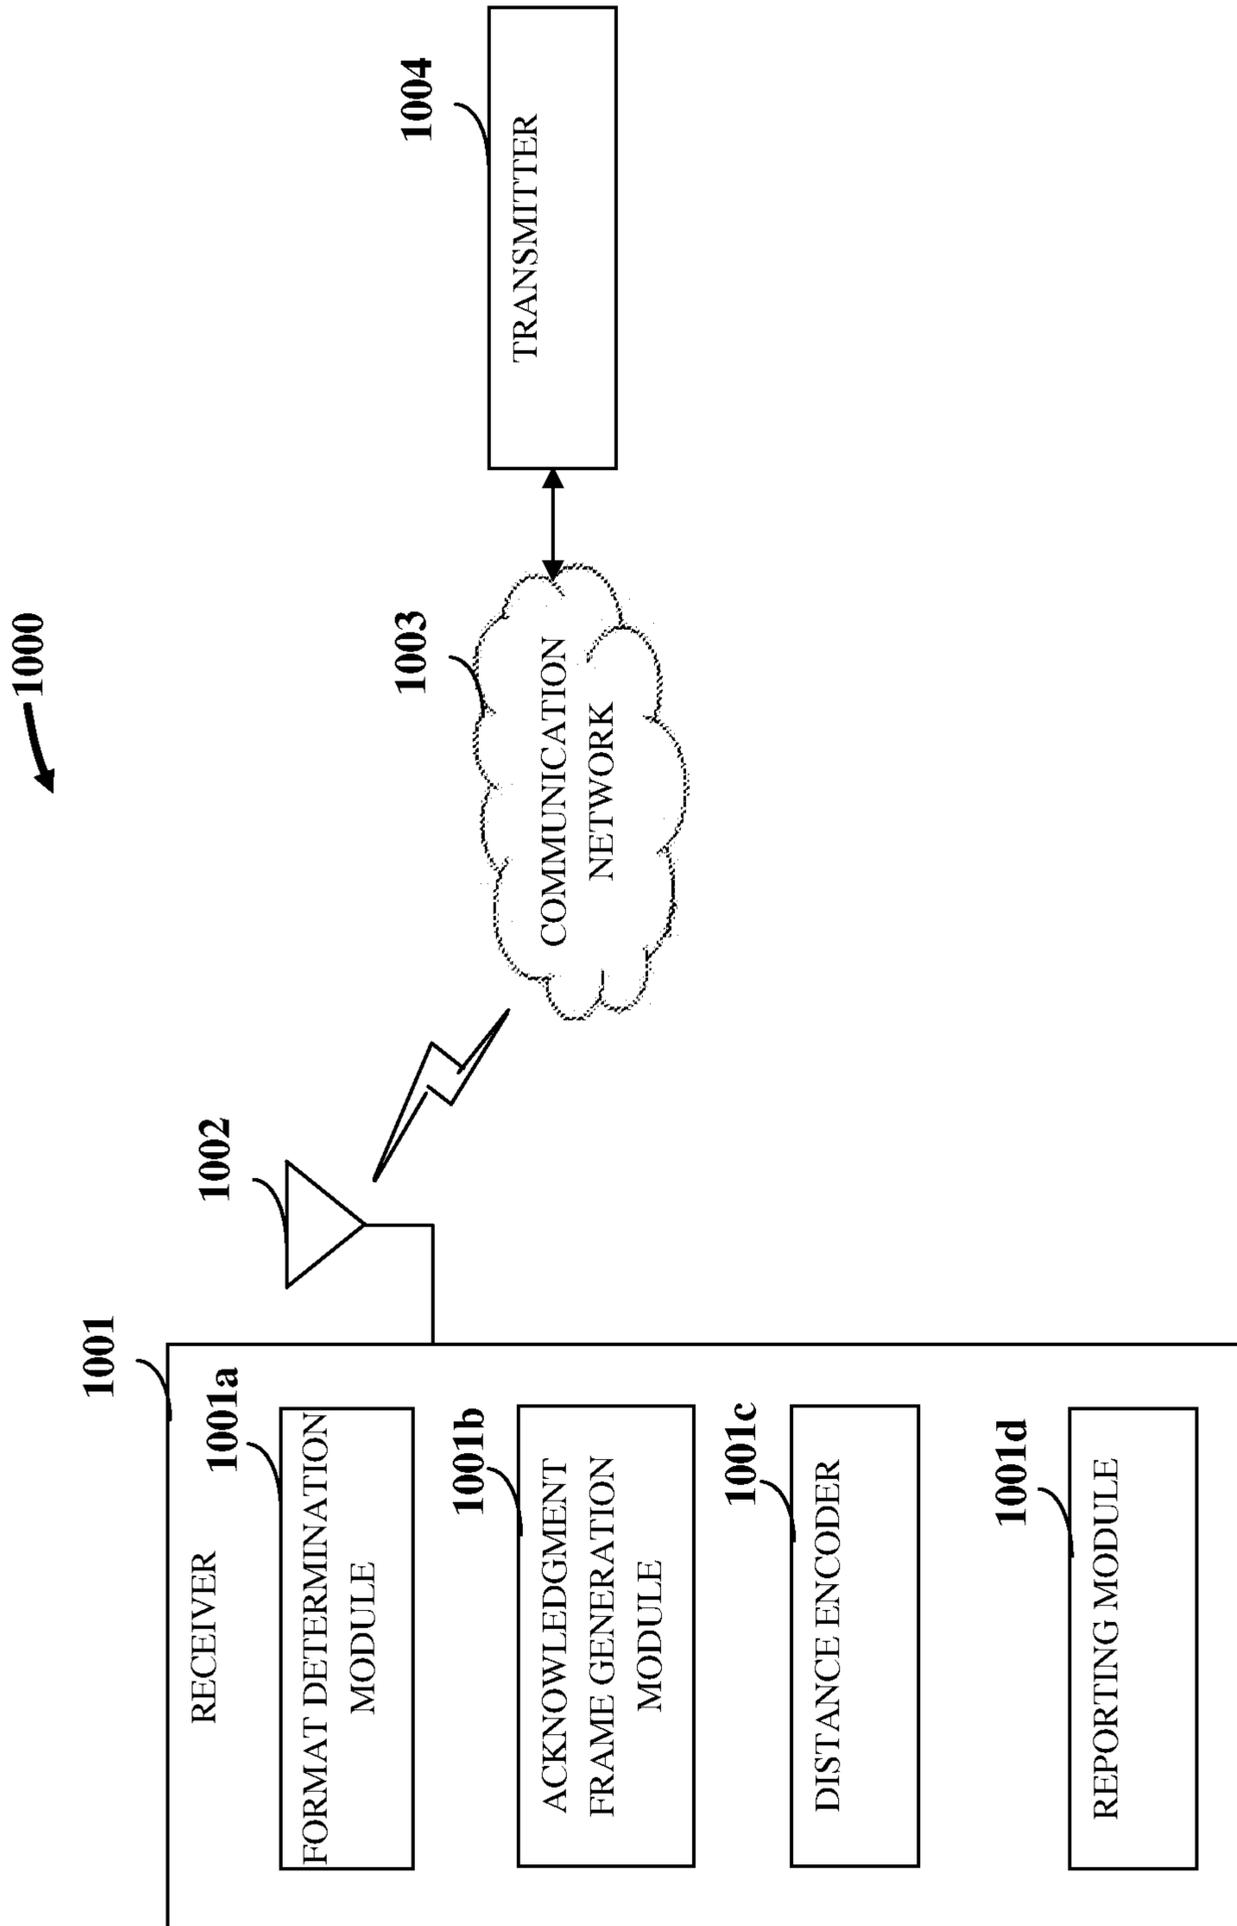 1000
1001
RECEIVER
1001a
FORMAT DETERMINATION
MODULE
1001b
ACKNOWLEDGMENT
FRAME GENERATION
MODULE
1001c
DISTANCE ENCODER
1001d
REPORTING MODULE
1002
1003
COMMUNICATION
NETWORK
1004
TRANSMITTER